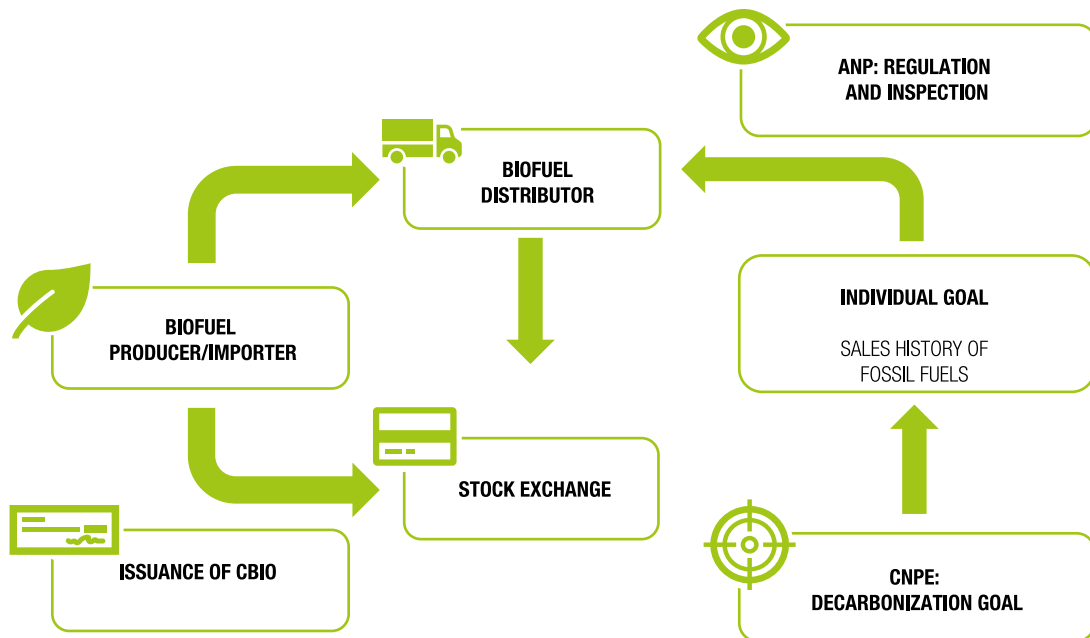 ANP: REGULATION
AND INSPECTION
BIOFUEL
DISTRIBUTOR
BIOFUEL
PRODUCER/IMPORTER
INDIVIDUAL GOAL
SALES HISTORY OF
FOSSIL FUELS
STOCK EXCHANGE
ISSUANCE OF CBIO
CNPE:
DECARBONIZATION GOAL